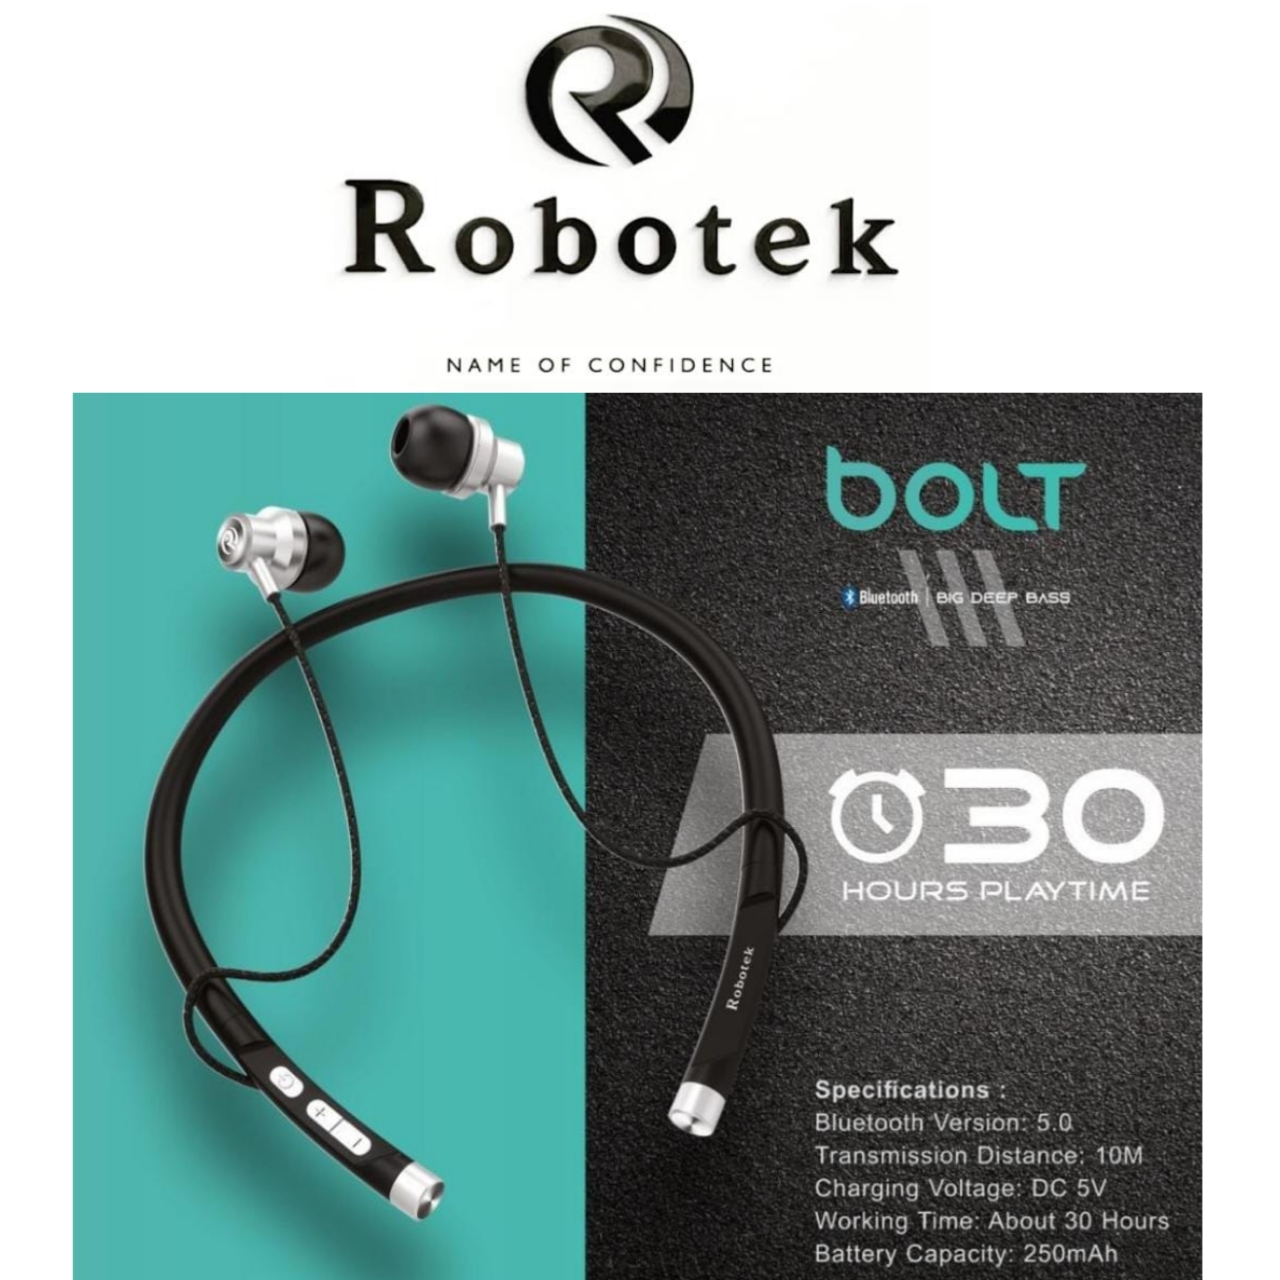 Robotek
NAME OF CONFIDENCE
bOLT
Bluetooth | BIG DEEP BASS
30
HOURS PLAYTIME
Robotek
Specifications :
Bluetooth Version: 5.0
Transmission Distance: 10M
Charging Voltage: DC 5V
Working Time: About 30 Hours
Battery Capacity: 250mAh